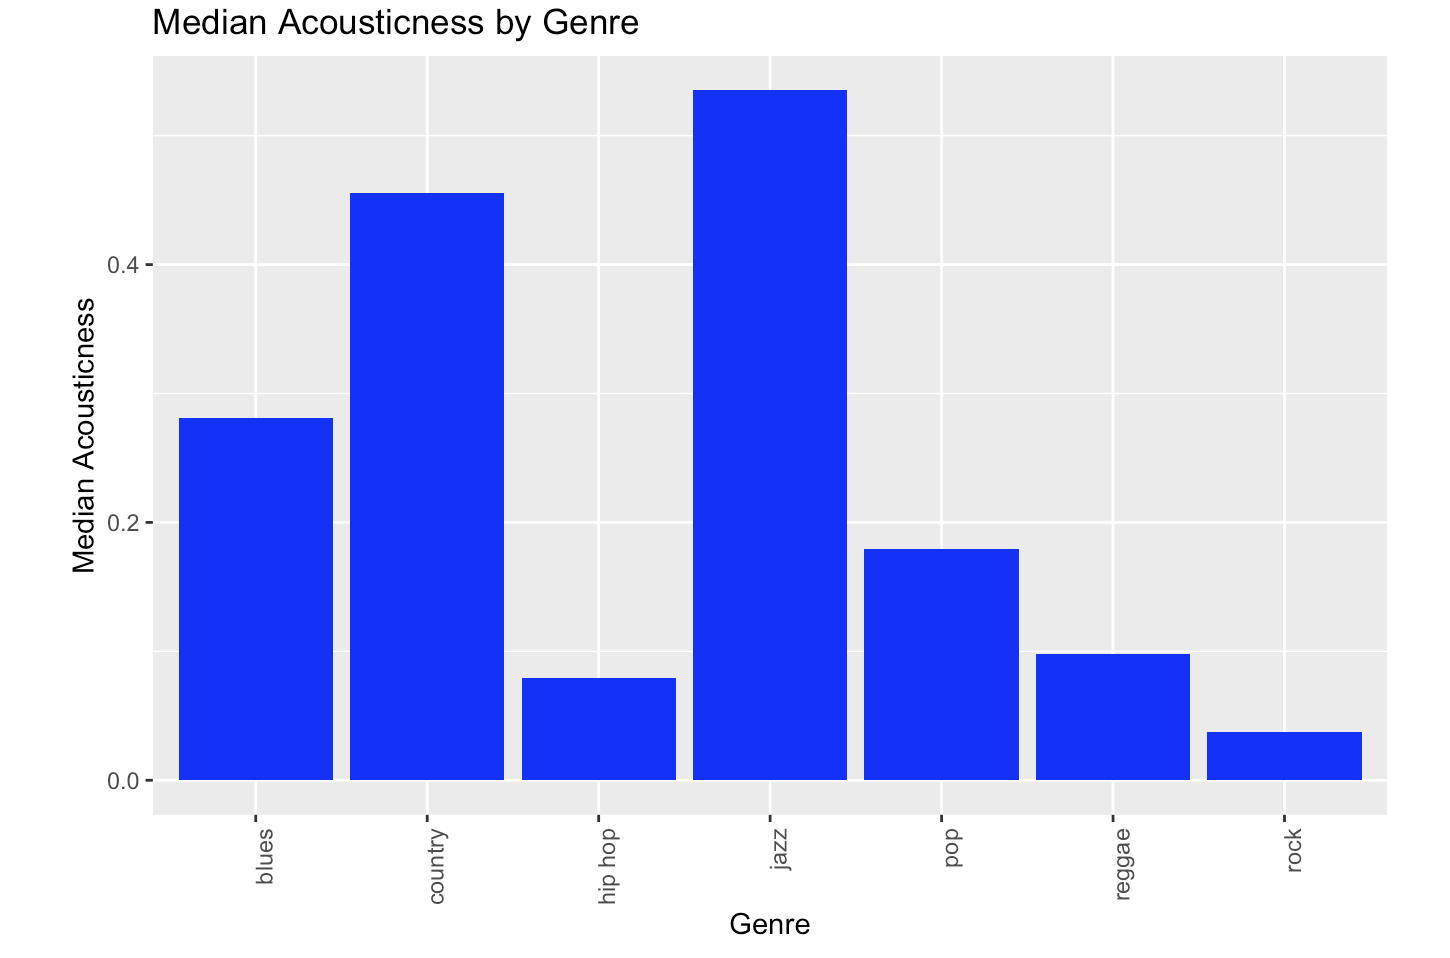 Median Acousticness by Genre
Median Acousticness
0.4
0.2
0.0
blues
country
hip hop
jazz
pop
reggae
rock
Genre